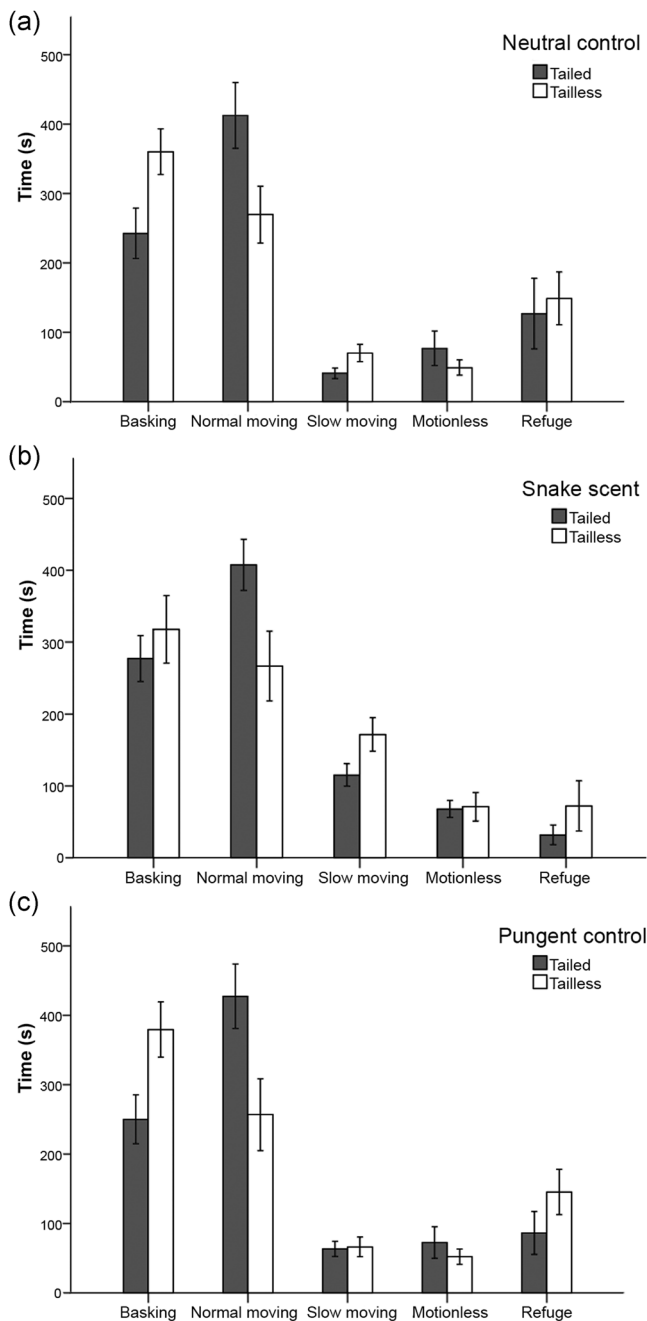 (a)
Neutral control
Tailed
Tailless
Time (s)
500
400
300
200
100
0
Basking Normal moving Slow moving Motionless Refuge
(b)
Snake scent
Tailed
Tailless
Time (s)
500
400
300
200
100
0
Basking Normal moving Slow moving Motionless Refuge
(c)
Pungent control
Tailed
Tailless
Time (s)
500
400
300
200
100
0
Basking Normal moving Slow moving Motionless Refuge